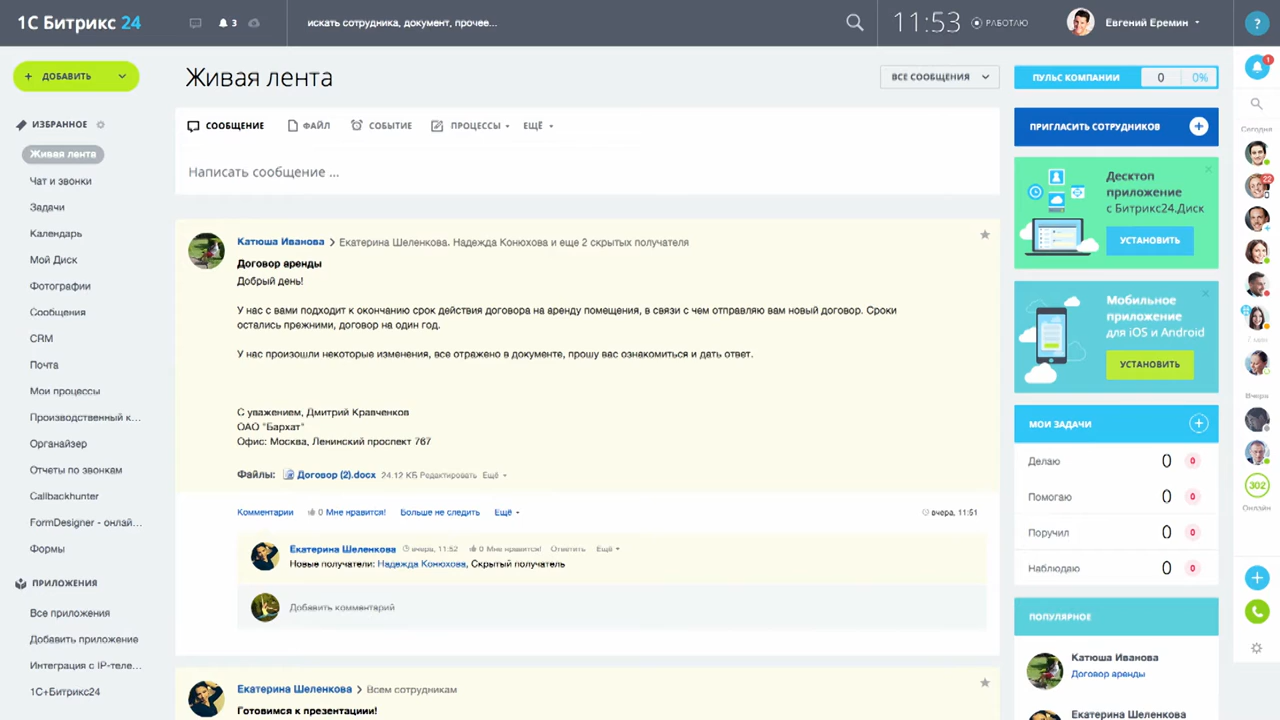 1С Битрикс 24
3
искать сотрудника, документ, прочее...
11:53
РАБОТАЮ
Евгений Еремин
?
ДОБАВИТЬ
ИЗБРАННОЕ
Живая лента
Чат и звонки
Задачи
Календарь
Мой Диск
Фотографии
Сообщения
CRM
Почта
Мои процессы
Производственный к...
Органайзер
Отчеты по звонкам
Callbackhunter
FormDesigner - онлай...
Формы
ПРИЛОЖЕНИЯ
Все приложения
Добавить приложение
Интеграция с IP-теле...
1С+Битрикс24
Живая лента
ВСЕ СООБЩЕНИЯ
СООБЩЕНИЕ
ФАЙЛ
СОБЫТИЕ
ПРОЦЕССЫ
ЕЩЁ
Написать сообщение ...
Катюша Иванова > Екатерина Шеленкова. Надежда Конюхова и еще 2 скрытых получателя
Договор аренды
Добрый день!
У нас с вами подходит к окончанию срок действия договора на аренду помещения, в связи с чем отправляю вам новый договор. Сроки
остались прежними, договор на один год.
У нас произошли некоторые изменения, все отражено в документе, прошу вас ознакомиться и дать ответ.
С уважением, Дмитрий Кравченков
ОАО "Бархат"
Офис: Москва, Ленинский проспект 767
Файлы: Договор (2).docx 24.12 КБ Редактировать Ещё
Комментарии 0 Мне нравится! Больше не следить Ещё вчера, 11:51
Екатерина Шеленкова вчера, 11:52 0 Мне нравится! Ответить Ещё
Новые получатели: Надежда Конюхова, Скрытый получатель
Добавить комментарий
Екатерина Шеленкова > Всем сотрудникам
Готовимся к презентациии!
ПУЛЬС КОМПАНИИ 0 0%
ПРИГЛАСИТЬ СОТРУДНИКОВ
Десктоп
приложение
с Битрикс24.Диск
УСТАНОВИТЬ
Мобильное
приложение
для iOS и Android
УСТАНОВИТЬ
МОИ ЗАДАЧИ
Делаю 0 0
Помогаю 0 0
Поручил 0 0
Наблюдаю 0 0
ПОПУЛЯРНОЕ
Катюша Иванова
Договор аренды
Екатерина Шеленкова
1
Сегодня
22
Вчера
302
Онлайн